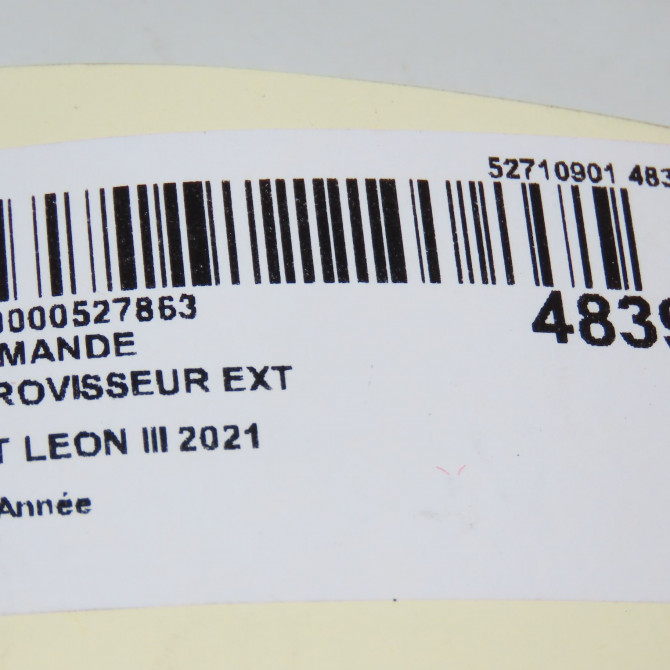 52710901 483
0000527863
4839
MANDE
ROVISSEUR EXT
T LEON III 2021
Année